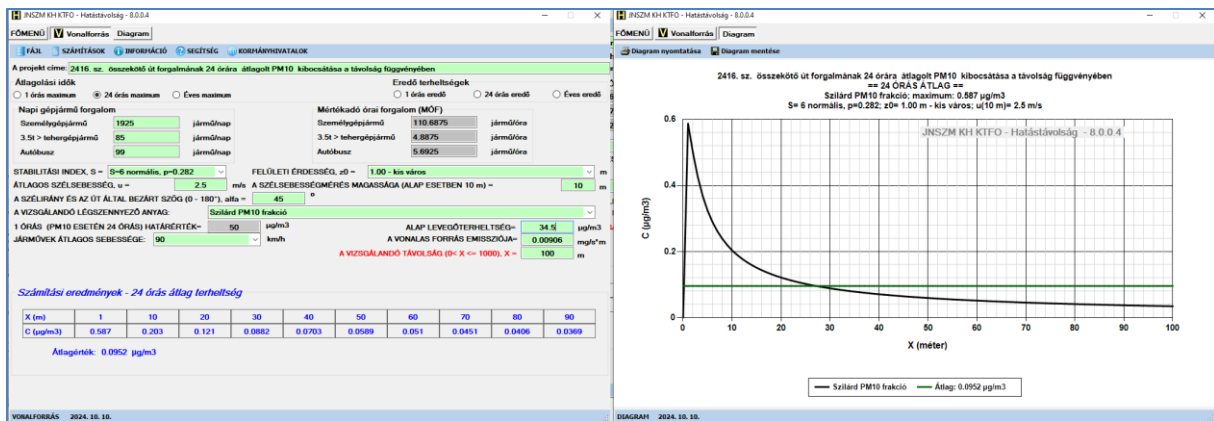 JNSZM KH KTFO - Hatástávolság - 8.0.0.4
FŐMENÜ Vonalforrás Diagram
FÁJL SZÁMÍTÁSOK INFORMÁCIÓ SEGÍTSÉG KORMÁNYHIVATALOK
A projekt címe: 2416. sz. összekötő út forgalmának 24 órára átlagolt PM10 kibocsátása a távolság függvényében
Átlagolási idők
1 órás maximum 24 órás maximum Éves maximum
Eredő terheltségek
1 órás eredő 24 órás eredő Éves eredő
Napi gépjármű forgalom
Személygépjármű 1925 jármű/nap
3.5t > tehergépjármű 85 jármű/nap
Autóbusz 99 jármű/nap
Mértékadó órai forgalom (MÓF)
Személygépjármű 110.6875 jármű/óra
3.5t > tehergépjármű 4.8875 jármű/óra
Autóbusz 5.6925 jármű/óra
STABILITÁSI INDEX, S = S=6 normális, p=0.282 FELÜLETI ÉRDESSÉG, z0 = 1.00 - kis város m
ÁTLAGOS SZÉLSEBESSÉG, u = 2.5 m/s A SZÉLSEBESSÉGMÉRÉS MAGASSÁGA (ALAP ESETBEN 10 m) = 10 m
A SZÉLIRÁNY ÉS AZ ÚT ÁLTAL BEZÁRT SZÖG (0 - 180°), alfa = 45 °
A VIZSGÁLANDÓ LÉGSZENNYEZŐ ANYAG: Szilárd PM10 frakció
1 ÓRÁS (PM10 ESETÉN 24 ÓRÁS) HATÁRÉRTÉK= 50 µg/m3 ALAP LEVEGŐTERHELTSÉG= 34.5 µg/m3
JÁRMŰVEK ÁTLAGOS SEBESSÉGE: 90 km/h A VONALAS FORRÁS EMISSZIÓJA= 0.00906 mg/s*m
A VIZSGÁLANDÓ TÁVOLSÁG (0< X <= 1000), X = 100 m
Számítási eredmények - 24 órás átlag terheltség
X (m) 1 10 20 30 40 50 60 70 80 90
C (µg/m3) 0.587 0.203 0.121 0.0882 0.0703 0.0589 0.051 0.0451 0.0406 0.0369
Átlagérték: 0.0952 µg/m3
VONALFORRÁS 2024. 10. 10.
JNSZM KH KTFO - Hatástávolság - 8.0.0.4
FŐMENÜ Vonalforrás Diagram
Diagram nyomtatása Diagram mentése
2416. sz. összekötő út forgalmának 24 órára átlagolt PM10 kibocsátása a távolság függvényében
== 24 ÓRÁS ÁTLAG ==
Szilárd PM10 frakció; maximum: 0.587 µg/m3
S= 6 normális, p=0.282; z0= 1.00 m - kis város; u(10 m)= 2.5 m/s
JNSZM KH KTFO - Hatástávolság - 8.0.0.4
0.6
0.4
0.2
0
C (µg/m3)
0 10 20 30 40 50 60 70 80 90 100
X (méter)
Szilárd PM10 frakció Átlag: 0.0952 µg/m3
DIAGRAM 2024. 10. 10.